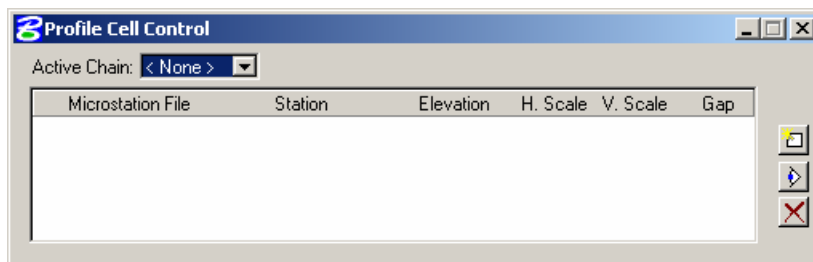 Profile Cell Control
Active Chain: < None >
Microstation File Station Elevation H. Scale V. Scale Gap